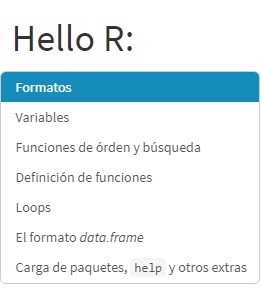 Hello R:
Formatos
Variables
Funciones de órden y búsqueda
Definición de funciones
Loops
El formato data.frame
Carga de paquetes, help y otros extras